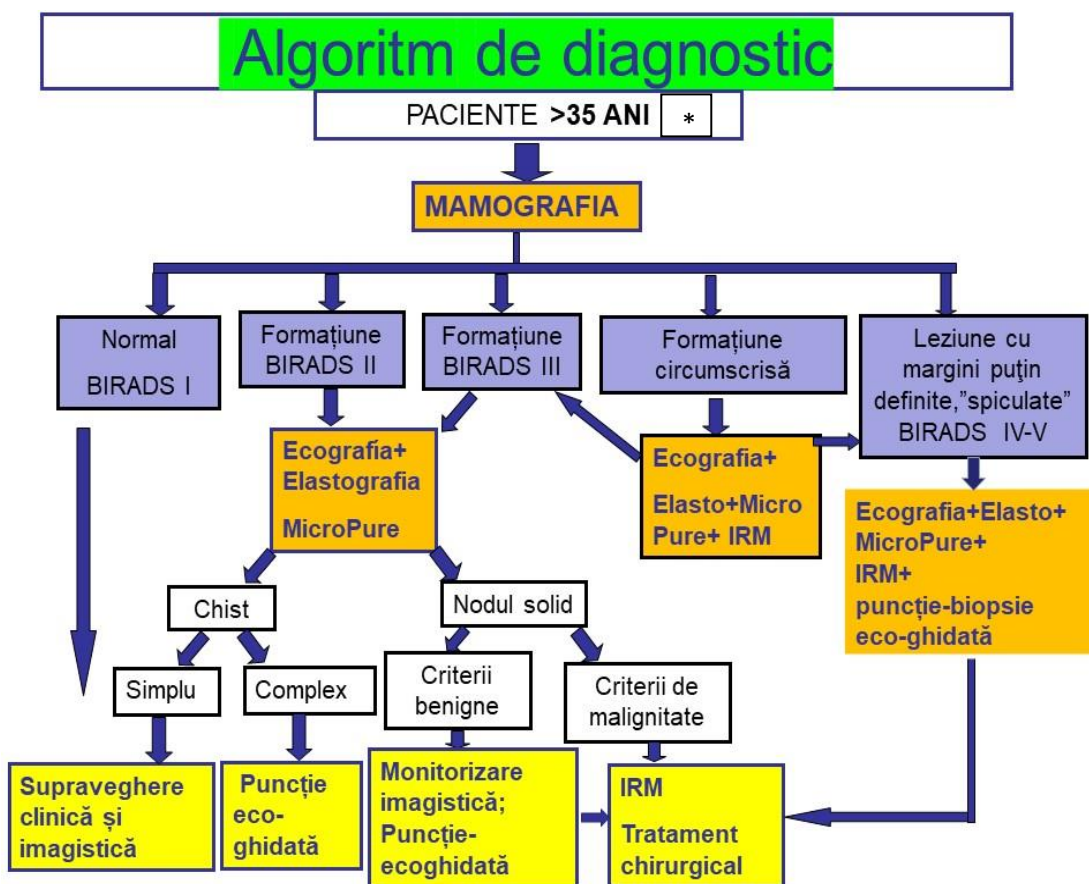 Algoritm de diagnostic
PACIENTE >35 ANI *
MAMOGRAFIA
Normal
BIRADS I
Formațiune
BIRADS II
Formațiune
BIRADS III
Formațiune
circumscrisă
Leziune cu
margini puţin
definite,”spiculate”
BIRADS IV-V
Ecografia+
Elastografia
MicroPure
Ecografia+
Elasto+Micro
Pure+ IRM
Ecografia+Elasto+
MicroPure+
IRM+
puncție-biopsie
eco-ghidată
Chist
Nodul solid
Simplu
Complex
Criterii
benigne
Criterii de
malignitate
Supraveghere
clinică și
imagistică
Puncție
eco-
ghidată
Monitorizare
imagistică;
Puncție-
ecoghidată
IRM
Tratament
chirurgical